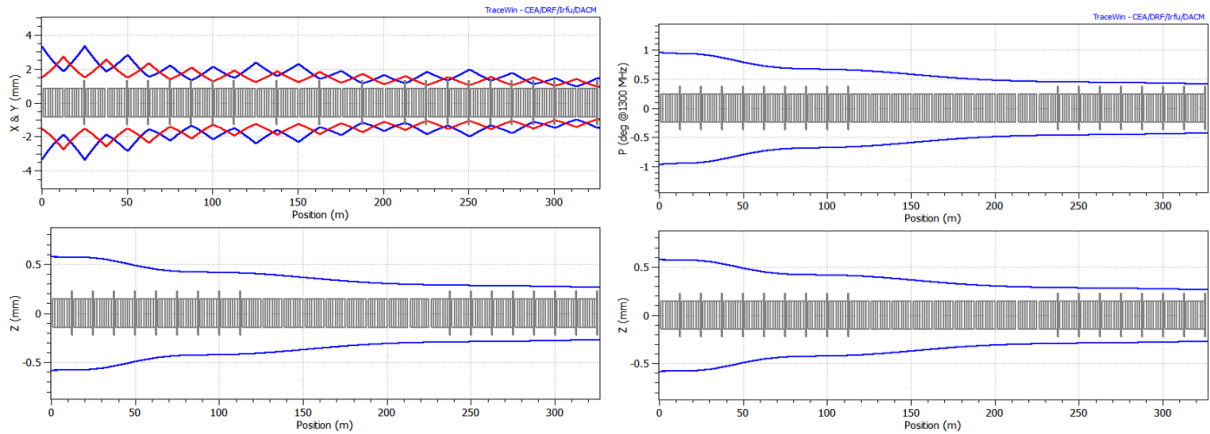 TraceWin - CEA/DRF/Irfu/DACM
X & Y (mm)
4
2
0
-2
-4
0 50 100 150 200 250 300
Position (m)
Z (mm)
0.5
0
-0.5
0 50 100 150 200 250 300
Position (m)
TraceWin - CEA/DRF/Irfu/DACM
P (deg @1300 MHz)
1
0.5
0
-0.5
-1
0 50 100 150 200 250 300
Position (m)
Z (mm)
0.5
0
-0.5
0 50 100 150 200 250 300
Position (m)